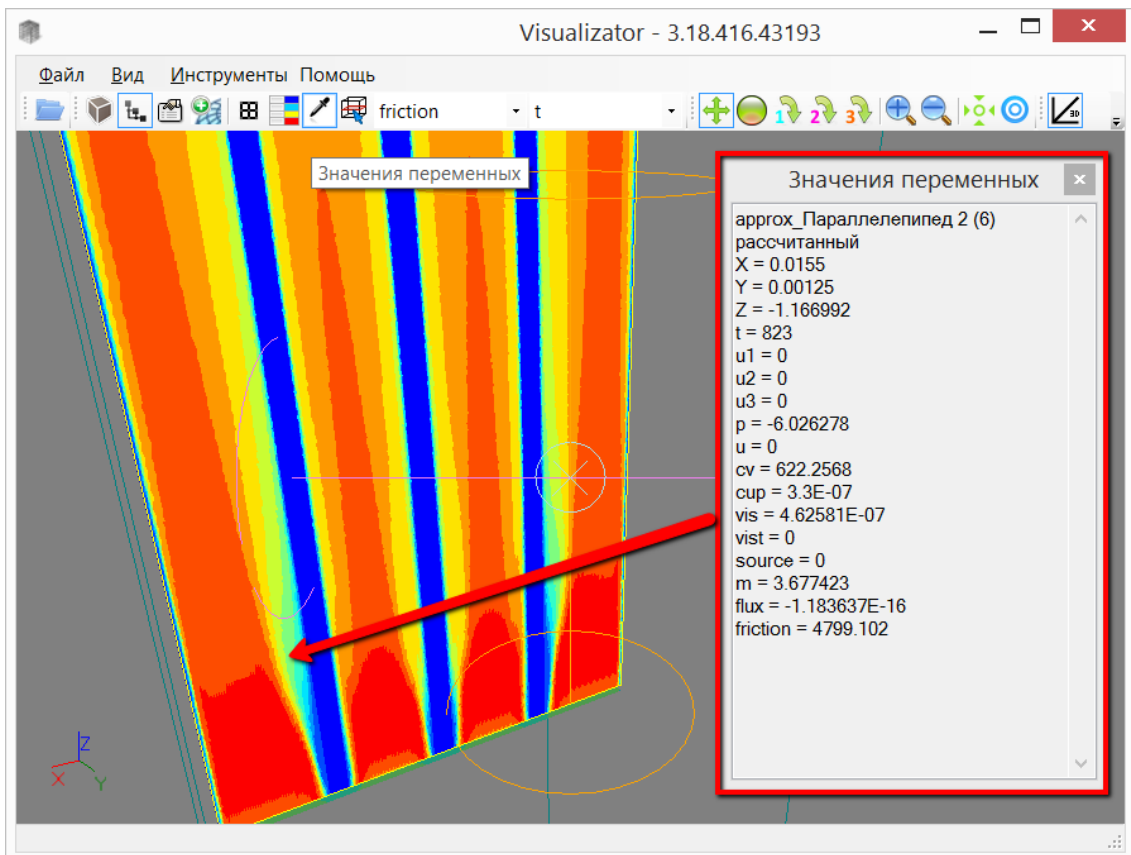 Visualizator - 3.18.416.43193
Файл Вид Инструменты Помощь
friction t 1 2 3 3D
Значения переменных
Значения переменных
approx_Параллелепипед 2 (6)
рассчитанный
X = 0.0155
Y = 0.00125
Z = -1.166992
t = 823
u1 = 0
u2 = 0
u3 = 0
p = -6.026278
u = 0
cv = 622.2568
cup = 3.3E-07
vis = 4.62581E-07
vist = 0
source = 0
m = 3.677423
flux = -1.183637E-16
friction = 4799.102
Z
X
Y